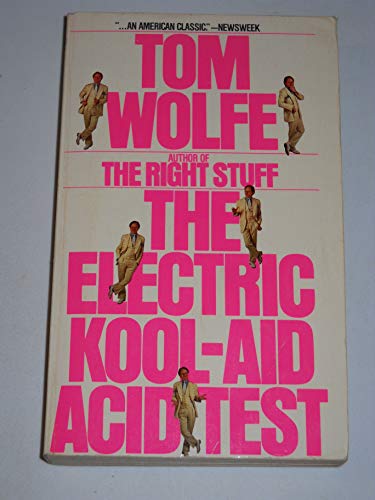 "...AN AMERICAN CLASSIC."—NEWSWEEK
TOM
WOLFE
AUTHOR OF
THE RIGHT STUFF
THE
ELECTRIC
KOOL-AID
ACID TEST